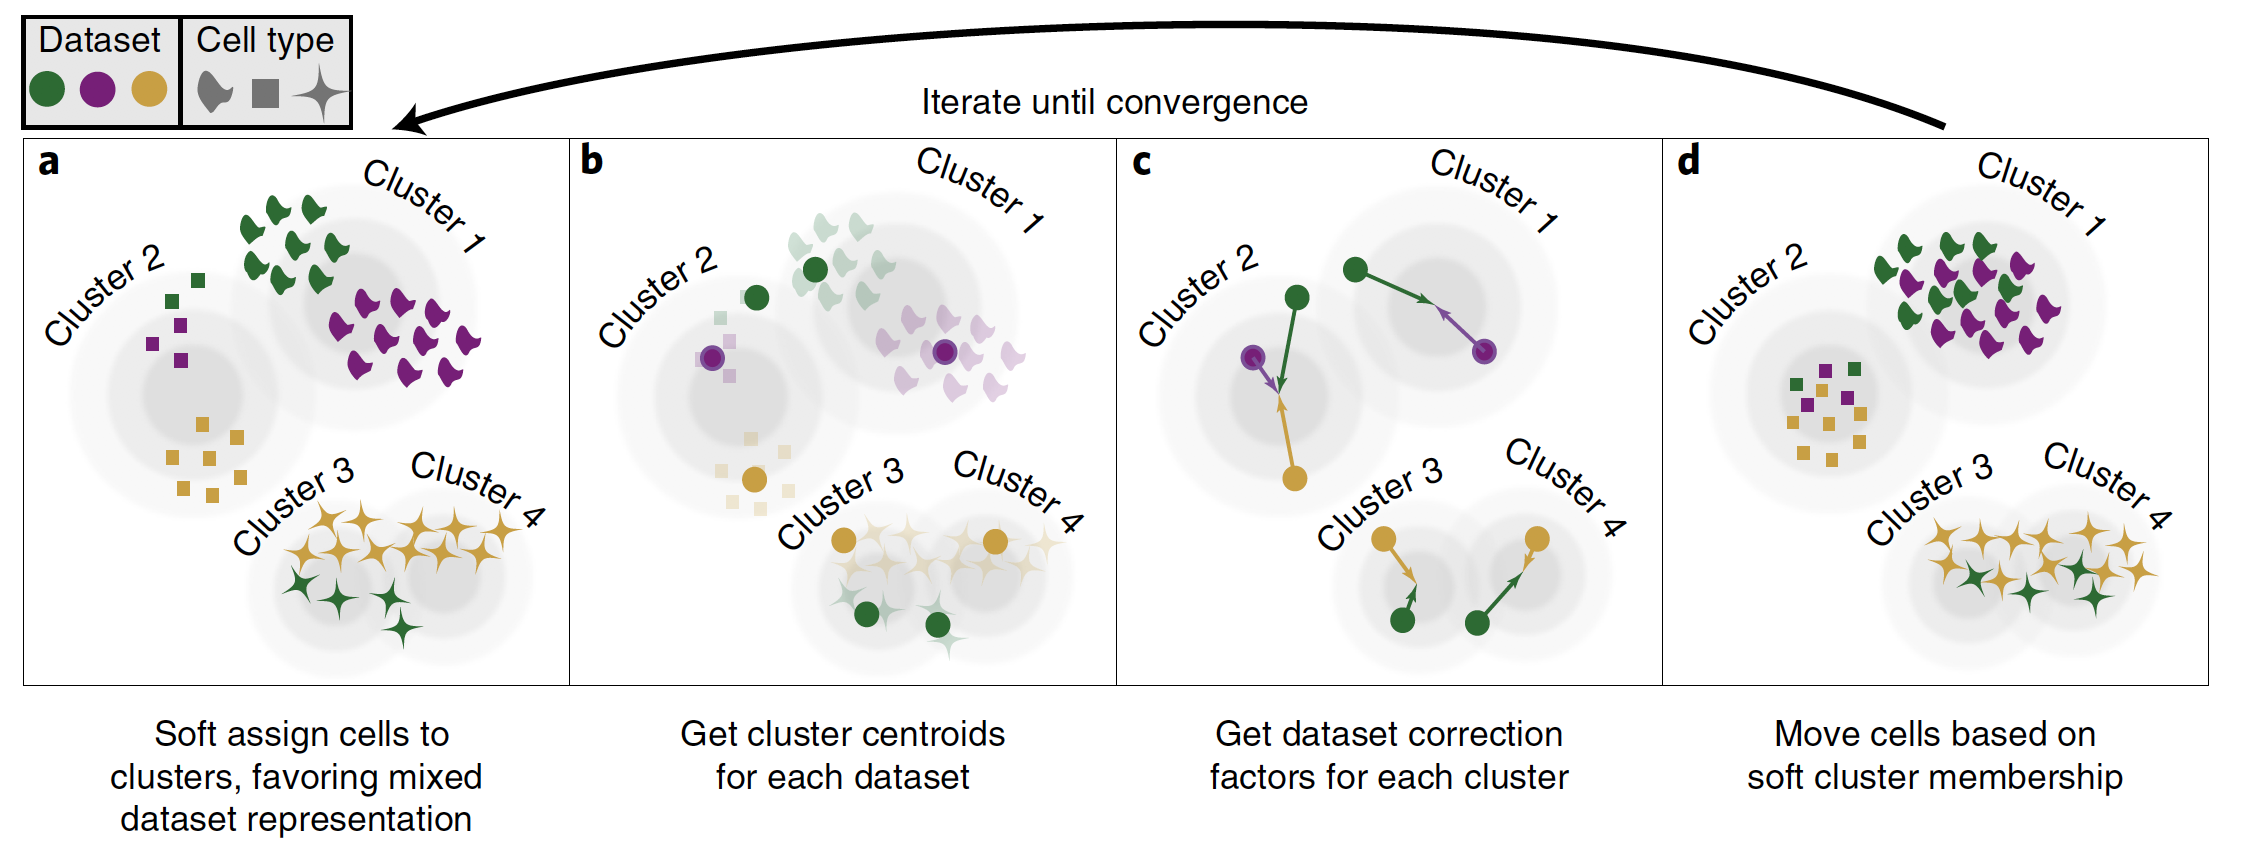 Dataset
Cell type
Iterate until convergence
a
Cluster 1
Cluster 2
Cluster 3
Cluster 4
b
Cluster 1
Cluster 2
Cluster 3
Cluster 4
c
Cluster 1
Cluster 2
Cluster 3
Cluster 4
d
Cluster 1
Cluster 2
Cluster 3
Cluster 4
Soft assign cells to
clusters, favoring mixed
dataset representation
Get cluster centroids
for each dataset
Get dataset correction
factors for each cluster
Move cells based on
soft cluster membership